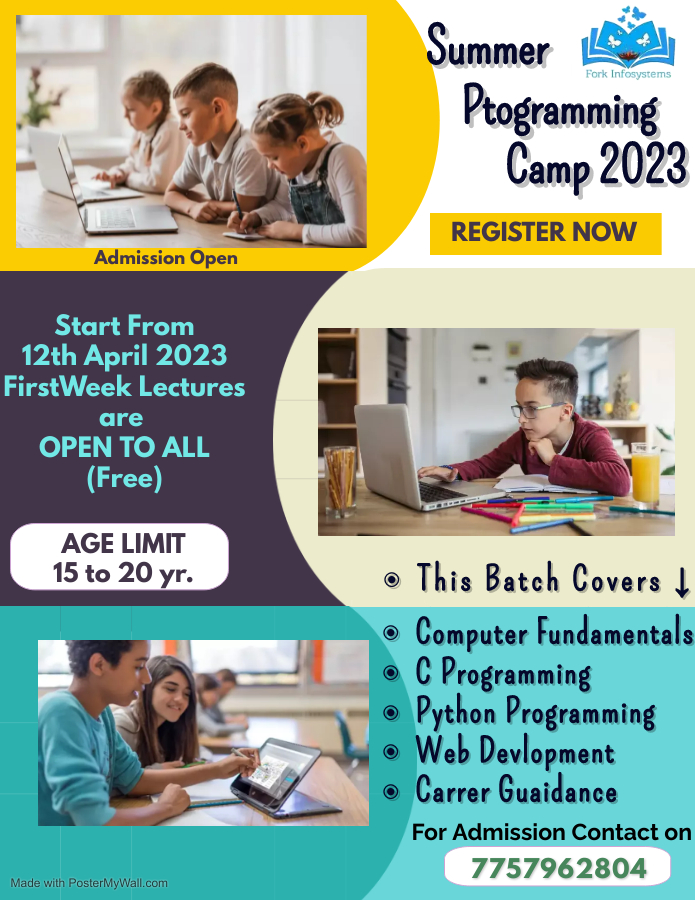 Summer
Fork Infosystems
Ptogramming
Camp 2023
REGISTER NOW
Admission Open
Start From
12th April 2023
FirstWeek Lectures
are
OPEN TO ALL
(Free)
AGE LIMIT
15 to 20 yr.
This Batch Covers ↓
Computer Fundamentals
C Programming
Python Programming
Web Devlopment
Carrer Guaidance
For Admission Contact on
7757962804
Made with PosterMyWall.com